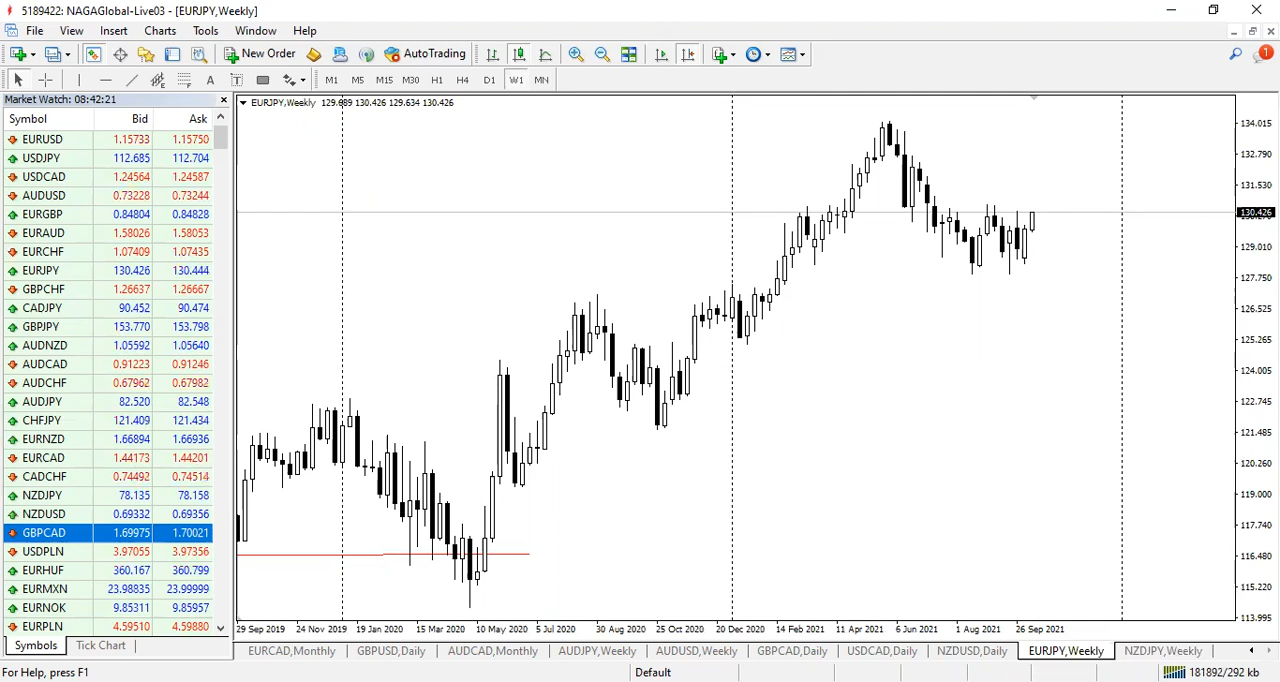 5189422: NAGAGlobal-Live03 - [EURJPY,Weekly]
File View Insert Charts Tools Window Help
New Order AutoTrading 1
A T M1 M5 M15 M30 H1 H4 D1 W1 MN
Market Watch: 08:42:21
Symbol Bid Ask
EURUSD 1.15733 1.15750
USDJPY 112.685 112.704
USDCAD 1.24564 1.24587
AUDUSD 0.73228 0.73244
EURGBP 0.84804 0.84828
EURAUD 1.58026 1.58053
EURCHF 1.07409 1.07435
EURJPY 130.426 130.444
GBPCHF 1.26637 1.26667
CADJPY 90.452 90.474
GBPJPY 153.770 153.798
AUDNZD 1.05592 1.05640
AUDCAD 0.91223 0.91246
AUDCHF 0.67962 0.67982
AUDJPY 82.520 82.548
CHFJPY 121.409 121.434
EURNZD 1.66894 1.66936
EURCAD 1.44173 1.44201
CADCHF 0.74492 0.74514
NZDJPY 78.135 78.158
NZDUSD 0.69332 0.69356
GBPCAD 1.69975 1.70021
USDPLN 3.97055 3.97356
EURHUF 360.167 360.799
EURMXN 23.98835 23.99999
EURNOK 9.85311 9.85957
EURPLN 4.59510 4.59880
Symbols Tick Chart
EURJPY,Weekly 129.689 130.426 129.634 130.426
134.015
132.790
131.530
130.426
129.010
127.750
126.525
125.265
124.005
122.745
121.485
120.260
119.000
117.740
116.480
115.220
113.995
29 Sep 2019 24 Nov 2019 19 Jan 2020 15 Mar 2020 10 May 2020 5 Jul 2020 30 Aug 2020 25 Oct 2020 20 Dec 2020 14 Feb 2021 11 Apr 2021 6 Jun 2021 1 Aug 2021 26 Sep 2021
EURCAD,Monthly GBPUSD,Daily AUDCAD,Monthly AUDJPY,Weekly AUDUSD,Weekly GBPCAD,Daily USDCAD,Daily NZDUSD,Daily EURJPY,Weekly NZDJPY,Weekly
For Help, press F1 Default 181892/292 kb